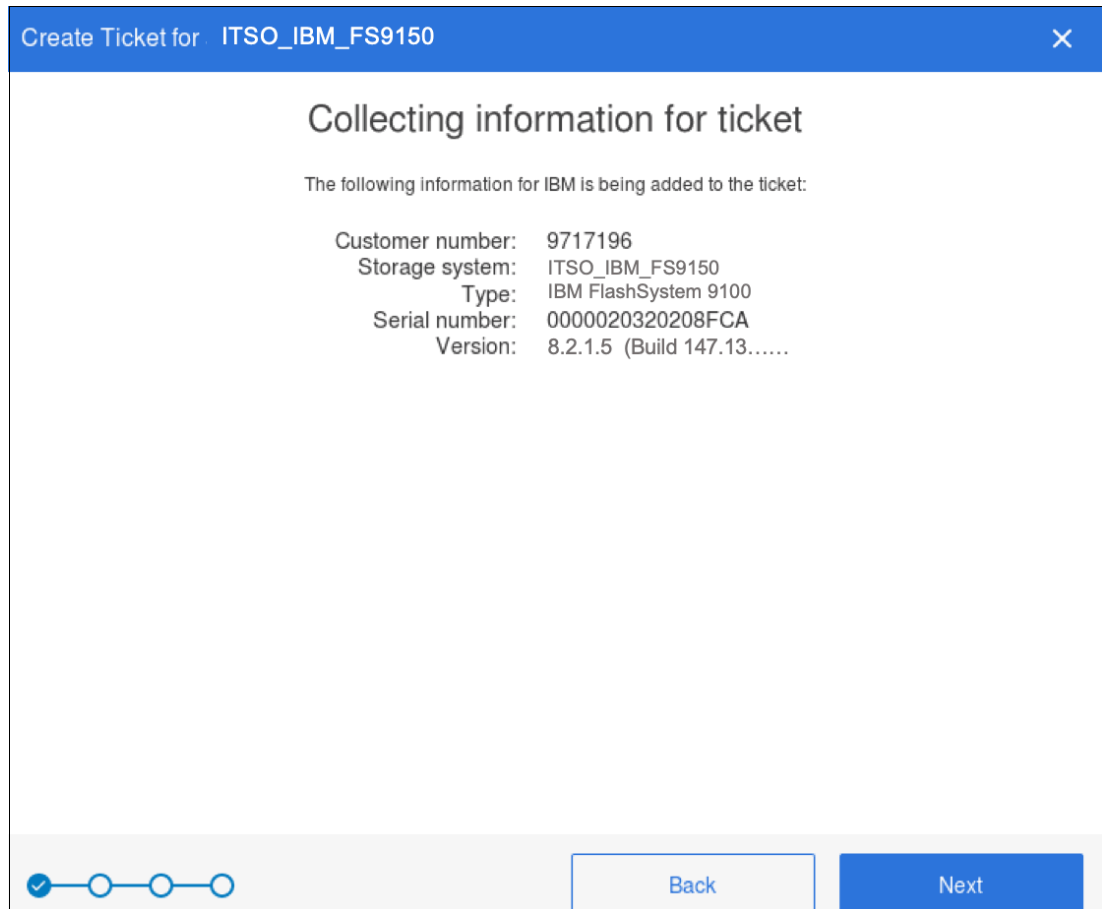 Create Ticket for ITSO_IBM_FS9150
Collecting information for ticket
The following information for IBM is being added to the ticket:
Customer number: 9717196
Storage system: ITSO_IBM_FS9150
Type: IBM FlashSystem 9100
Serial number: 0000020320208FCA
Version: 8.2.1.5 (Build 147.13......
Back Next